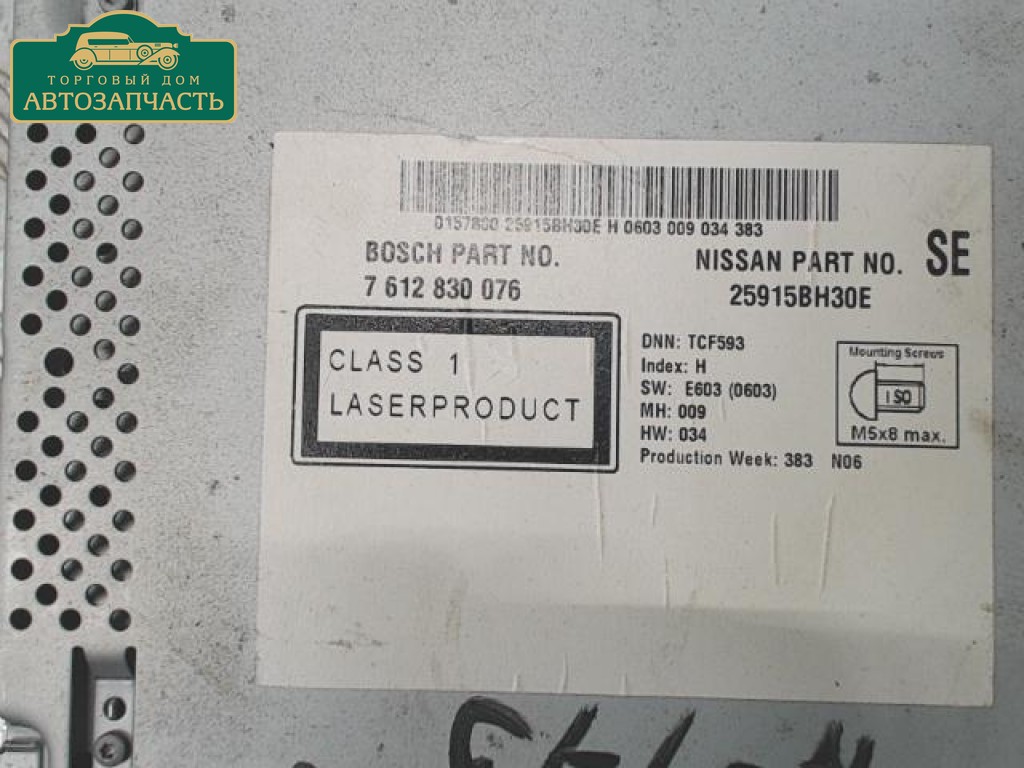 ТОРГОВЫЙ ДОМ
АВТОЗАПЧАСТЬ
0157800 25915BH30E H 0603 009 034 383
BOSCH PART NO.
7 612 830 076
NISSAN PART NO. SE
25915BH30E
CLASS 1
LASERPRODUCT
DNN: TCF593
Index: H
SW: E603 (0603)
MH: 009
HW: 034
Production Week: 383 N06
Mounting Screws
ISO
M5x8 max.